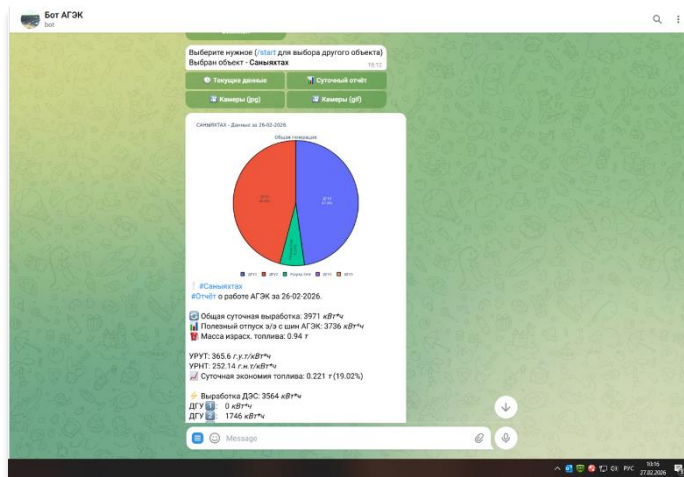 Бот АГЭК
bot
Выберите нужное (/start для выбора другого объекта)
Выбран объект - Саныяхтах
Текущие данные
Суточный отчёт
Камеры (jpg)
Камеры (gif)
САНЫЯХТАХ - Данные за 26-02-2026
Общая генерация
#Саныяхтах
#Отчёт о работе АГЭК за 26-02-2026.
Общая суточная выработка: 3971 кВт*ч
Полезный отпуск э/э с шин АГЭК: 3736 кВт*ч
Масса израсх. топлива: 0.94 т
УРУТ: 365.6 г.у.т/кВт*ч
УРНТ: 252.14 г.н.т/кВт*ч
Суточная экономия топлива: 0.221 т (19.02%)
Выработка ДЭС: 3564 кВт*ч
ДГУ 1: 0 кВт*ч
ДГУ 2: 1746 кВт*ч
Message
РУС
10:16
27.02.2026